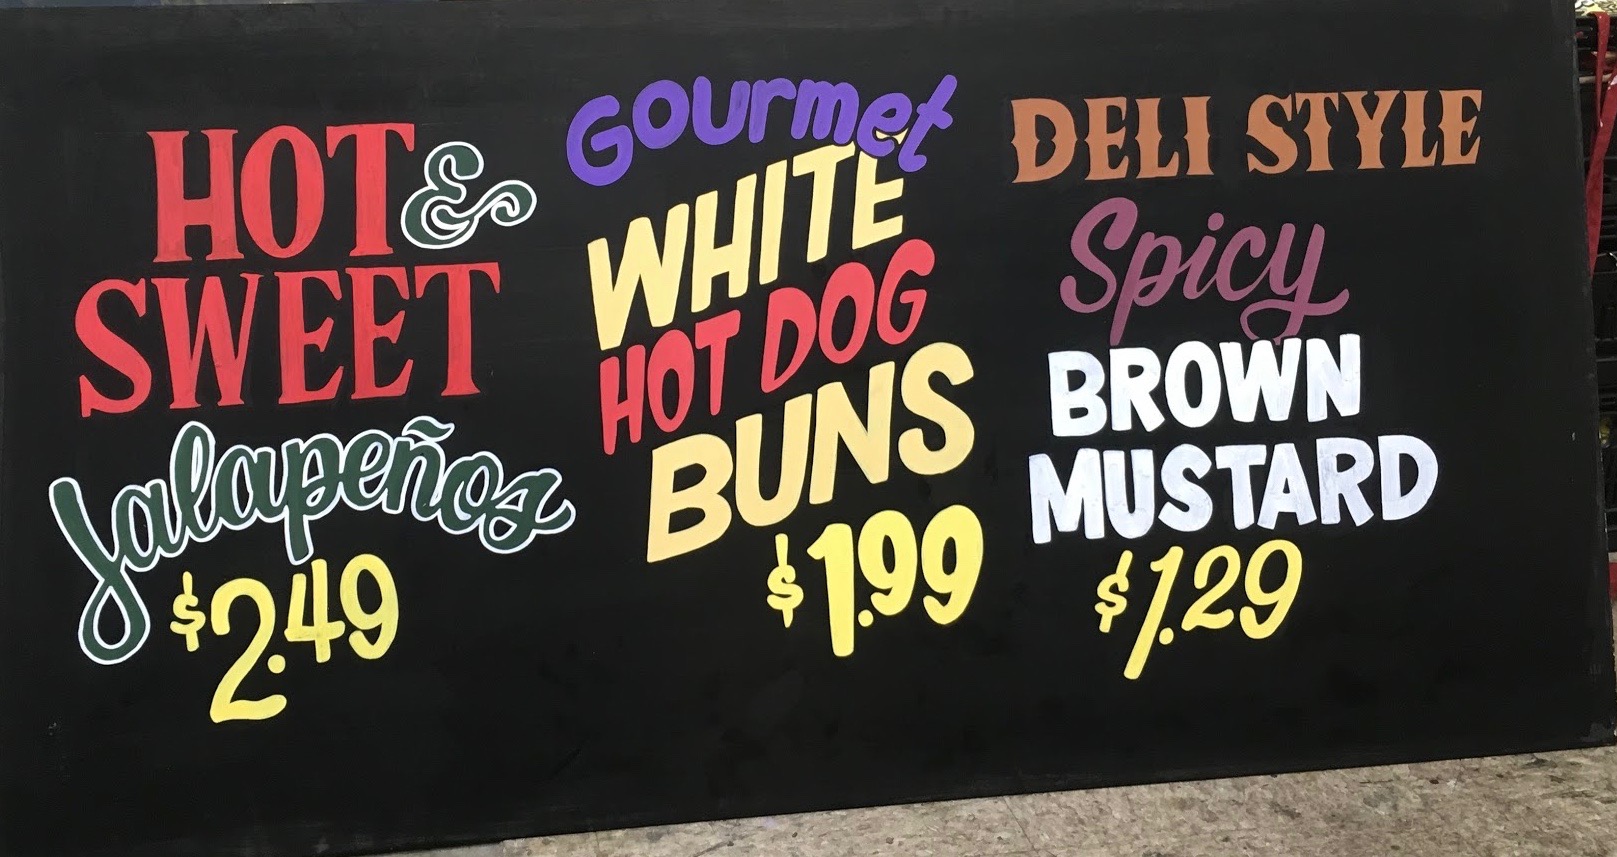 HOT &
SWEET
Jalapeños
$2.49
Gourmet
WHITE
HOT DOG
BUNS
$1.99
DELI STYLE
Spicy
BROWN
MUSTARD
$1.29